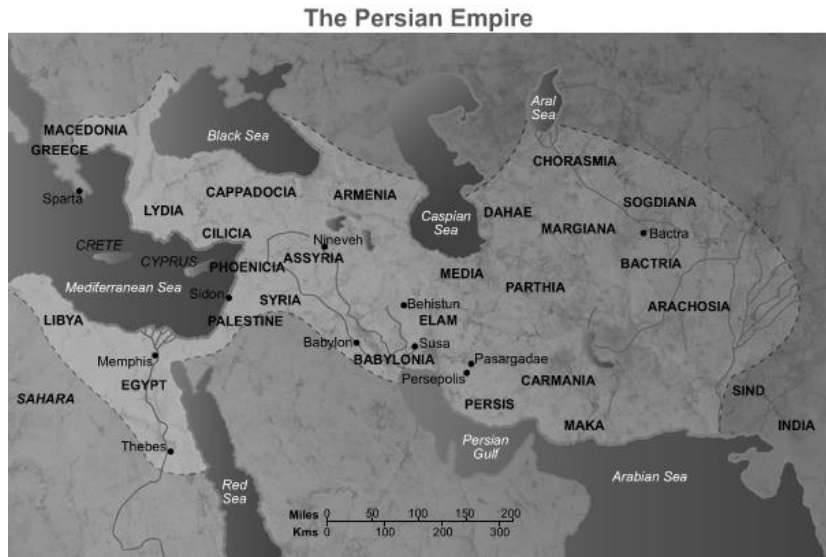 The Persian Empire
Aral
Sea
MACEDONIA
Black Sea
GREECE
CHORASMIA
Sparta
CAPPADOCIA
ARMENIA
SOGDIANA
LYDIA
Caspian
Sea
DAHAE
MARGIANA
Bactra
CILICIA
CRETE
Nineveh
CYPRUS
PHOENICIA
ASSYRIA
MEDIA
BACTRIA
Mediterranean Sea
Sidon
SYRIA
PARTHIA
Behistun
ARACHOSIA
LIBYA
PALESTINE
ELAM
Babylon
Susa
Memphis
BABYLONIA
Pasargadae
Persepolis
CARMANIA
EGYPT
SIND
SAHARA
PERSIS
MAKA
INDIA
Thebes
Persian
Gulf
Red
Sea
Arabian Sea
Miles 0 50 100 150 200
Kms 0 100 200 300